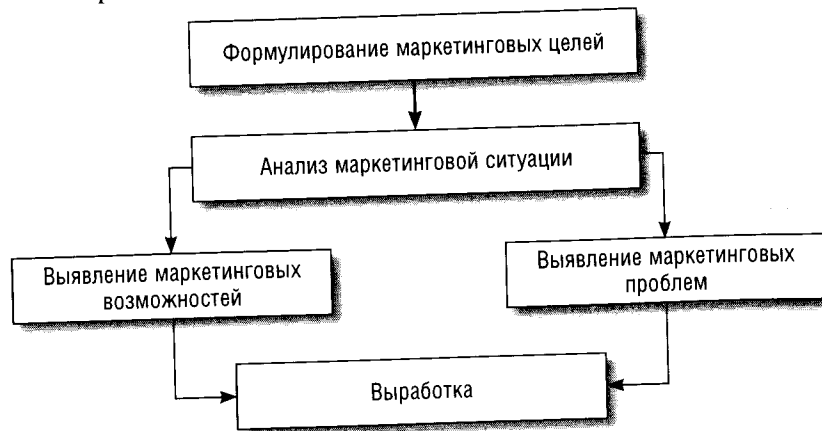 Формулирование маркетинговых целей
Анализ маркетинговой ситуации
Выявление маркетинговых
возможностей
Выявление маркетинговых
проблем
Выработка